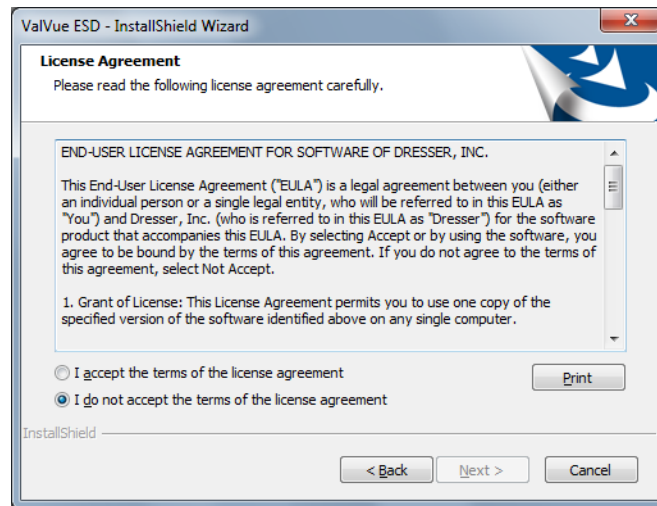 ValVue ESD - InstallShield Wizard
License Agreement
Please read the following license agreement carefully.
END-USER LICENSE AGREEMENT FOR SOFTWARE OF DRESSER, INC.
This End-User License Agreement ("EULA") is a legal agreement between you (either
an individual person or a single legal entity, who will be referred to in this EULA as
"You") and Dresser, Inc. (who is referred to in this EULA as "Dresser") for the software
product that accompanies this EULA. By selecting Accept or by using the software, you
agree to be bound by the terms of this agreement. If you do not agree to the terms of
this agreement, select Not Accept.
1. Grant of License: This License Agreement permits you to use one copy of the
specified version of the software identified above on any single computer.
I accept the terms of the license agreement
Print
I do not accept the terms of the license agreement
InstallShield
< Back
Next >
Cancel